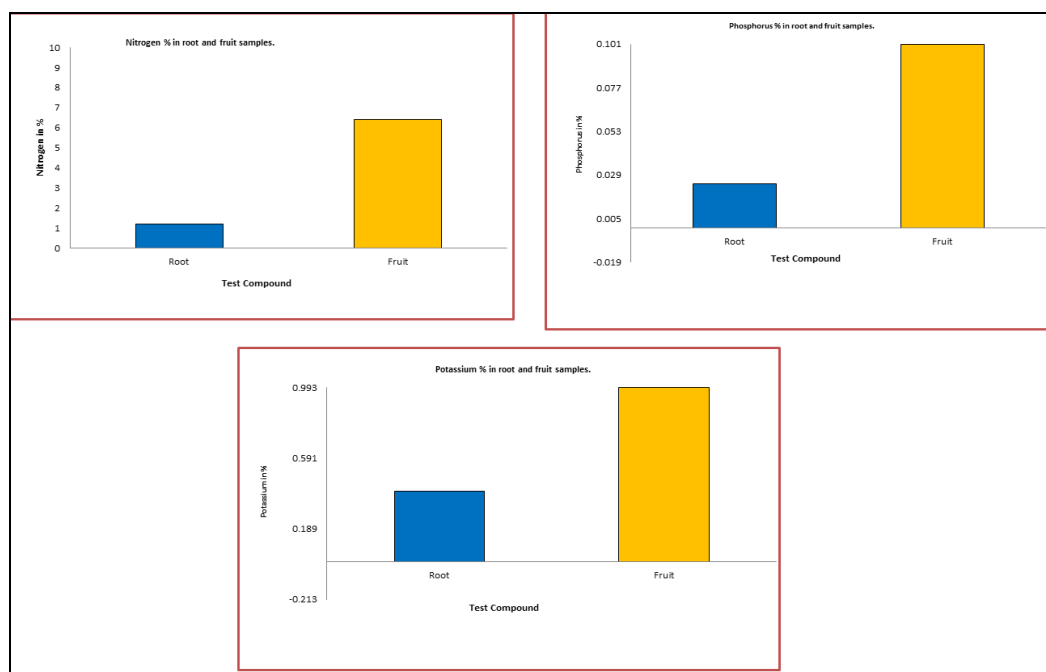 Nitrogen % in root and fruit samples.
10
9
8
7
6
5
4
3
2
1
0
Nitrogen in %
Root
Fruit
Test Compound
Phosphorus % in root and fruit samples.
0.101
0.077
0.053
0.029
0.005
-0.019
Phosphorus in %
Root
Fruit
Test Compound
Potassium % in root and fruit samples.
0.993
0.591
0.189
-0.213
Potassium in %
Root
Fruit
Test Compound